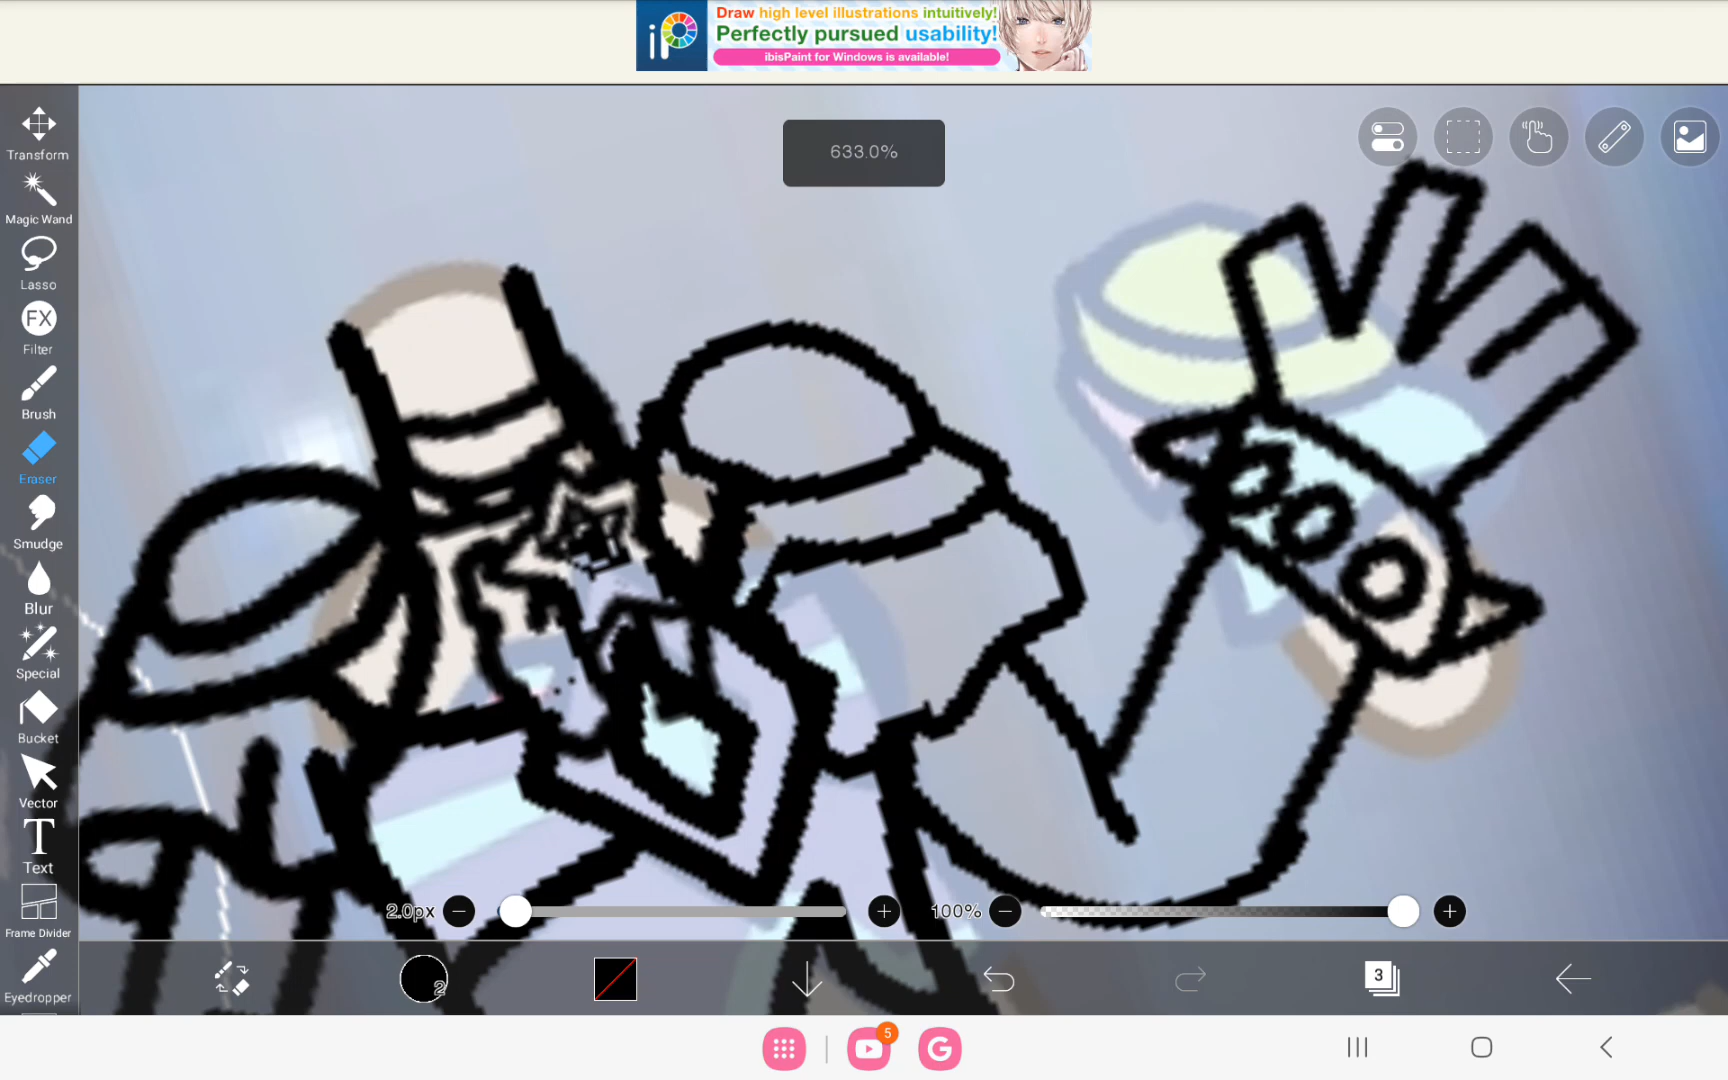 iP
Draw high level illustrations intuitively!
Perfectly pursued usability!
ibisPaint for Windows is available!
633.0%
Transform
Magic Wand
Lasso
FX
Filter
Brush
Eraser
Smudge
Blur
Special
Bucket
Vector
T
Text
Frame Divider
Eyedropper
2.0px
100%
2
3
5
G